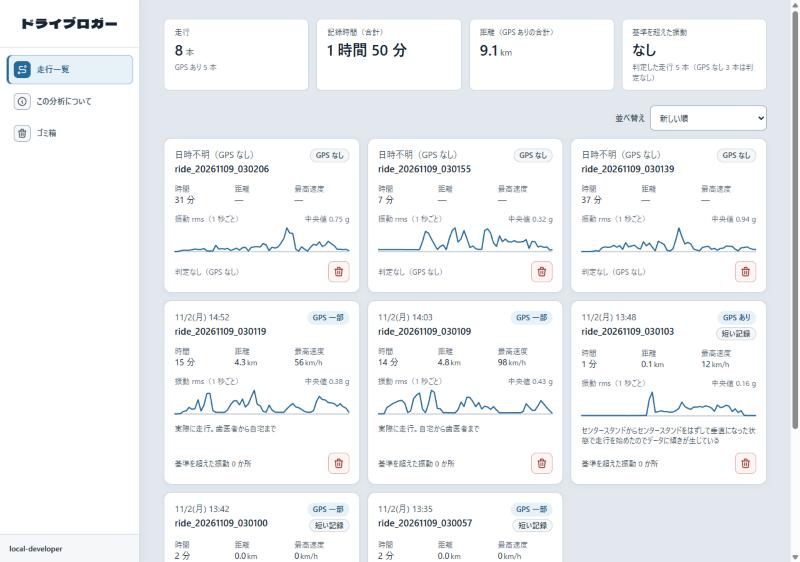 ドライブロガー
走行一覧
この分析について
ゴミ箱
local-developer
走行
8 本
GPS あり 5 本
記録時間（合計）
1 時間 50 分
距離（GPS ありの合計）
9.1 km
基準を超えた振動
なし
判定した走行 5 本（GPS なし 3 本は判
定なし）
並べ替え
新しい順
日時不明（GPS なし）
GPS なし
ride_20261109_030206
時間 距離 最高速度
31 分 — —
振動 rms（1 秒ごと） 中央値 0.75 g
判定なし（GPS なし）
日時不明（GPS なし）
GPS なし
ride_20261109_030155
時間 距離 最高速度
7 分 — —
振動 rms（1 秒ごと） 中央値 0.32 g
判定なし（GPS なし）
日時不明（GPS なし）
GPS なし
ride_20261109_030139
時間 距離 最高速度
37 分 — —
振動 rms（1 秒ごと） 中央値 0.94 g
判定なし（GPS なし）
11/2(月) 14:52
GPS 一部
ride_20261109_030119
時間 距離 最高速度
15 分 4.3 km 56 km/h
振動 rms（1 秒ごと） 中央値 0.38 g
実際に走行。歯医者から自宅まで
基準を超えた振動 0 か所
11/2(月) 14:03
GPS 一部
ride_20261109_030109
時間 距離 最高速度
14 分 4.8 km 98 km/h
振動 rms（1 秒ごと） 中央値 0.43 g
実際に走行。自宅から歯医者まで
基準を超えた振動 0 か所
11/2(月) 13:48
GPS あり
ride_20261109_030103
短い記録
時間 距離 最高速度
1 分 0.1 km 12 km/h
振動 rms（1 秒ごと） 中央値 0.16 g
センタースタンドからセンタースタンドをはずして垂直になった状
態で走行を始めたのでデータに傾きが生じている
基準を超えた振動 0 か所
11/2(月) 13:42
GPS 一部
ride_20261109_030100
短い記録
時間 距離 最高速度
2 分 0.0 km 0 km/h
11/2(月) 13:35
GPS 一部
ride_20261109_030057
短い記録
時間 距離 最高速度
2 分 0.0 km 0 km/h